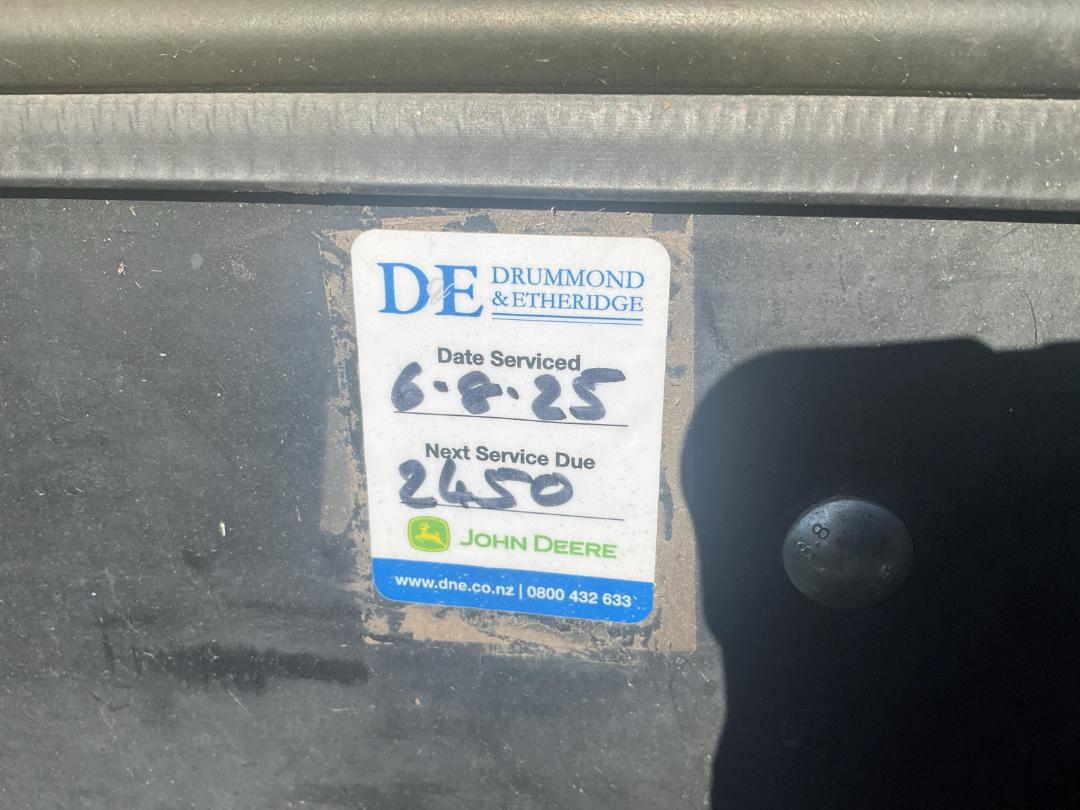 D&E DRUMMOND
& ETHERIDGE
Date Serviced
6-8-25
Next Service Due
2450
JOHN DEERE
www.dne.co.nz | 0800 432 633
8